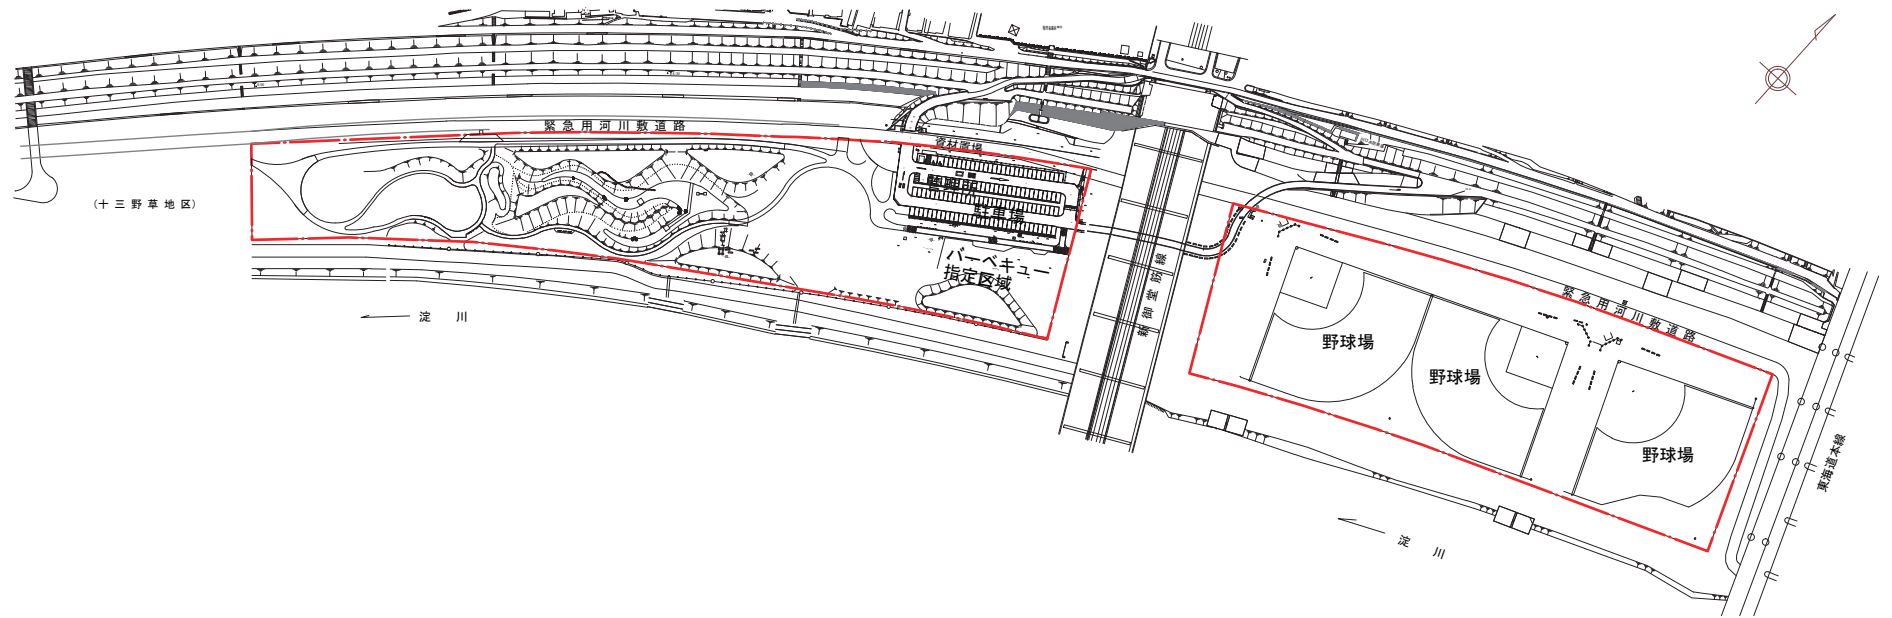 緊急用河川敷道路
資材置場
管理所
駐車場
(十三野草地区)
バーベキュー
指定区域
淀川
新御堂筋線
緊急用河川敷道路
野球場
野球場
野球場
東海道本線
淀川